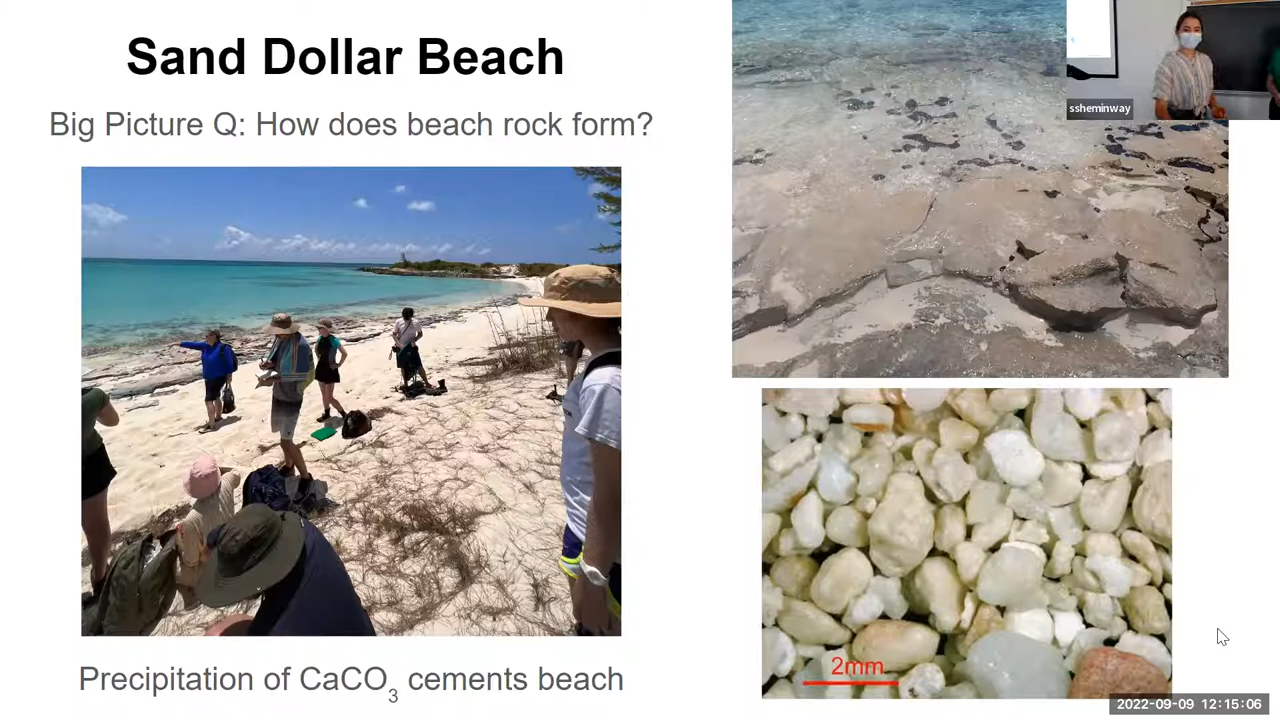 Sand Dollar Beach
Big Picture Q: How does beach rock form?
Precipitation of CaCO₃ cements beach
ssheminway
2mm
2022-09-09 12:15:06